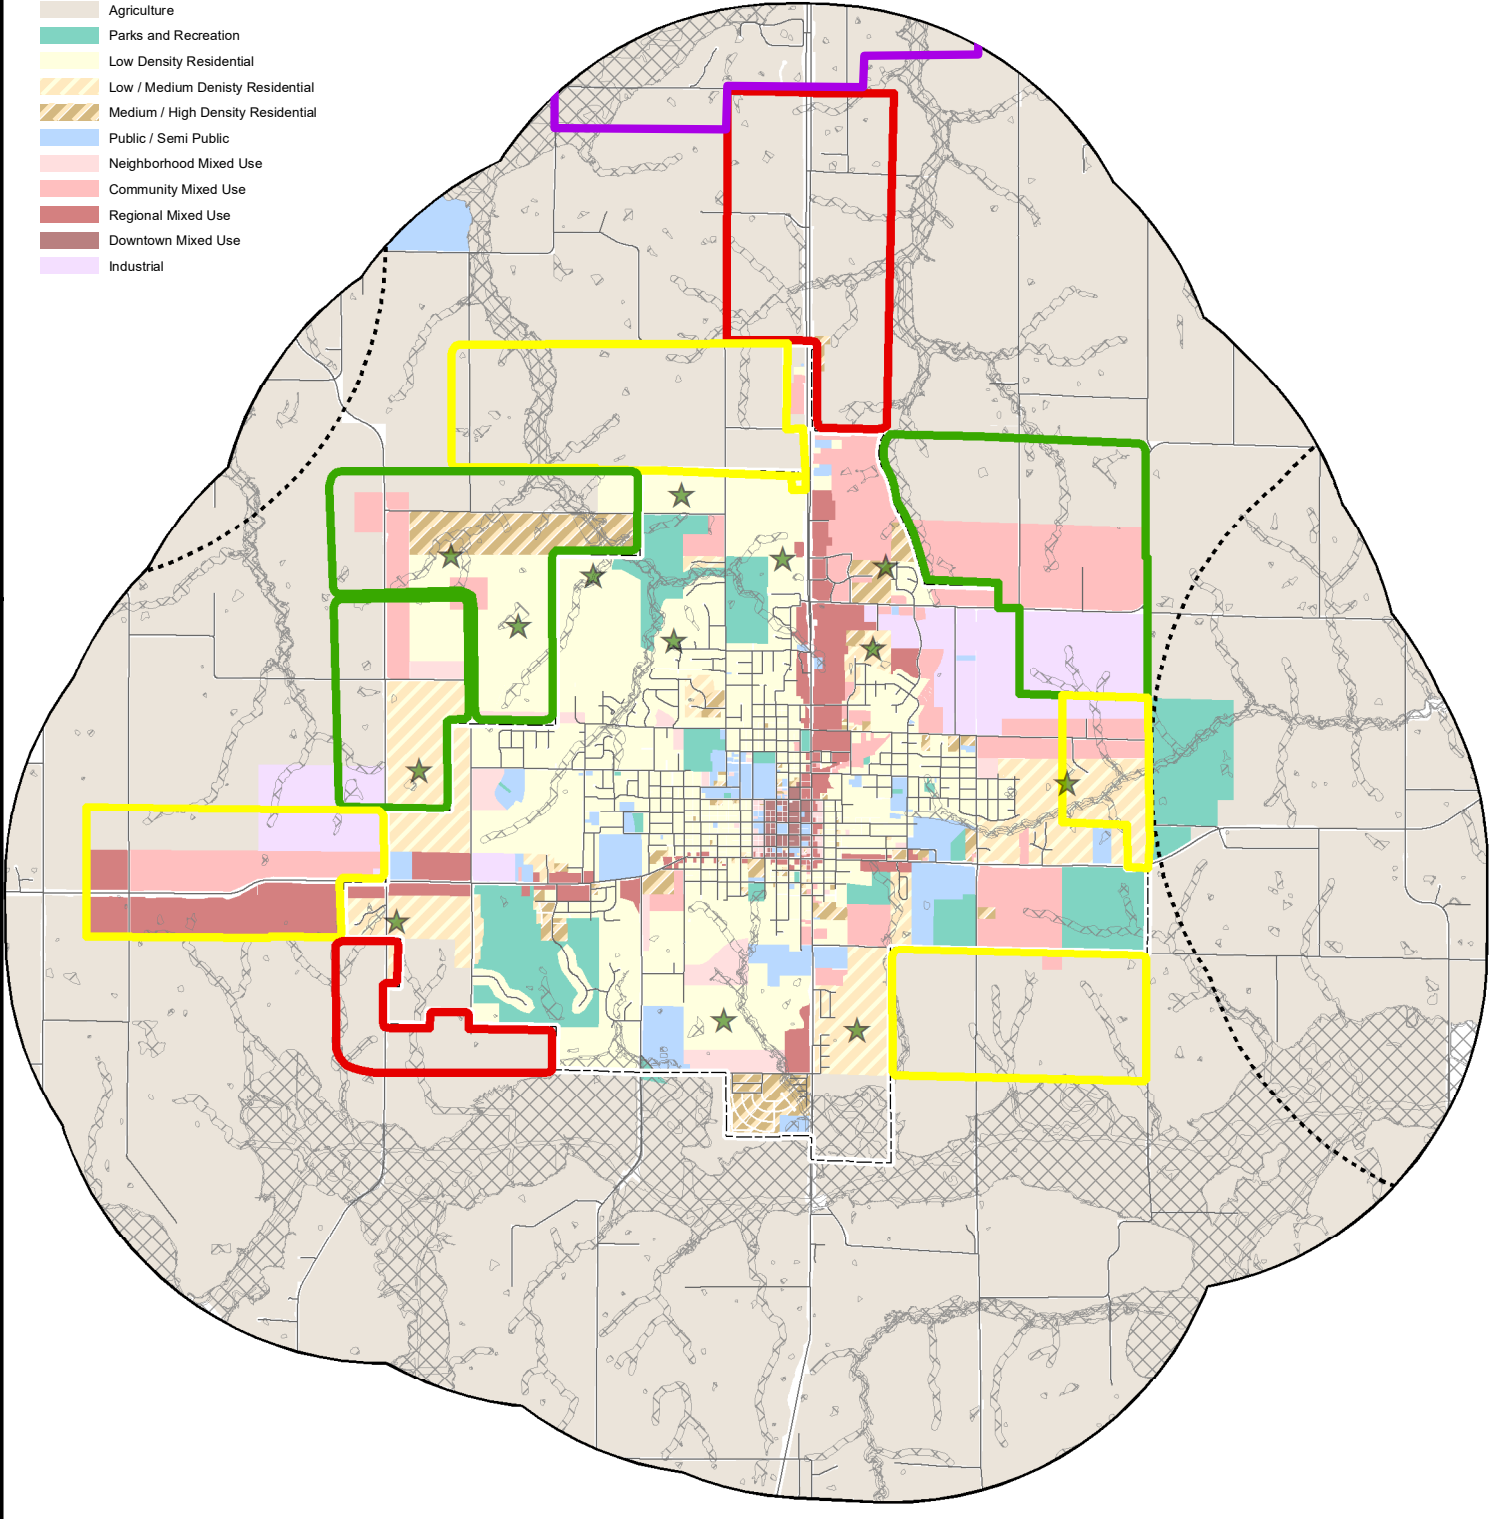 Agriculture
Parks and Recreation
Low Density Residential
Low / Medium Denisty Residential
Medium / High Density Residential
Public / Semi Public
Neighborhood Mixed Use
Community Mixed Use
Regional Mixed Use
Downtown Mixed Use
Industrial